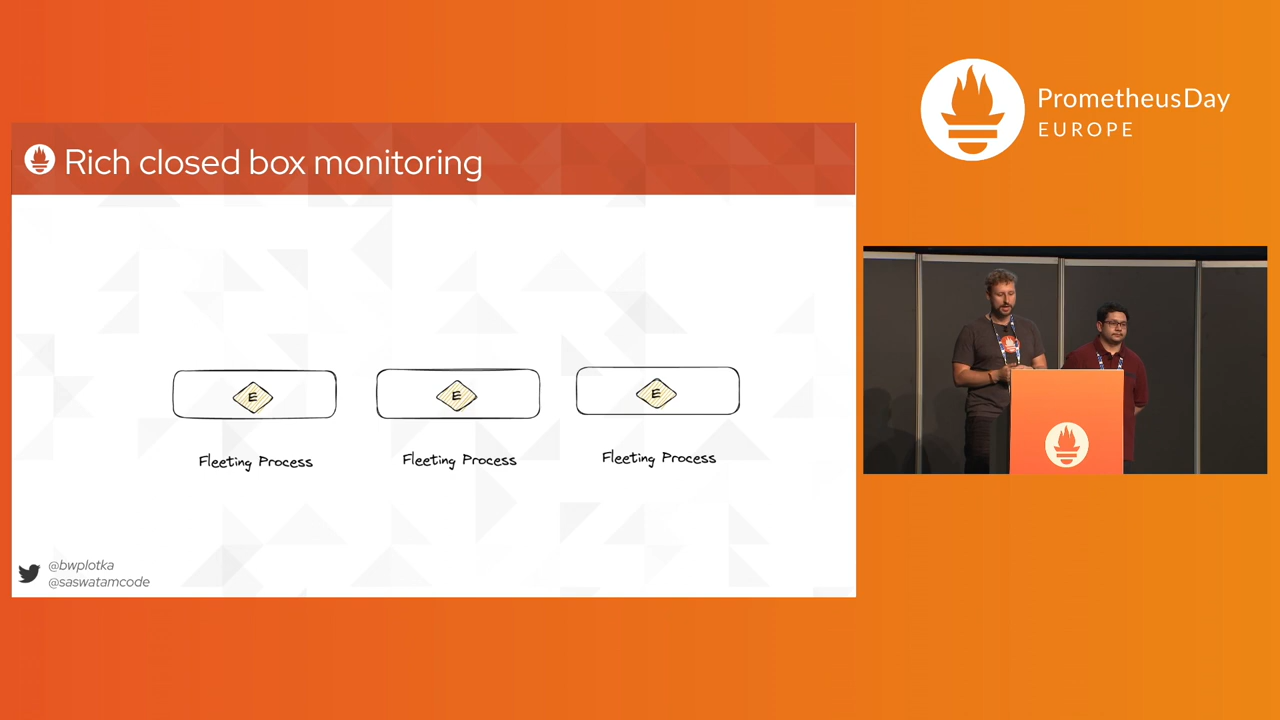 PrometheusDay
EUROPE
Rich closed box monitoring
E
E
E
Fleeting Process
Fleeting Process
Fleeting Process
@bwplotka
@saswatamcode